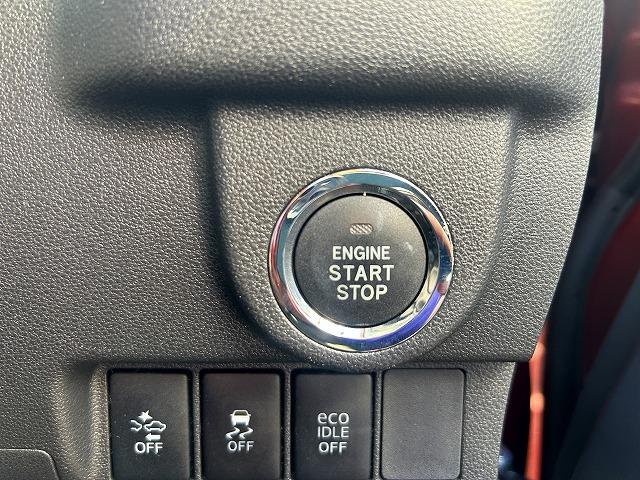 ENGINE
START
STOP
OFF
OFF
eco
IDLE
OFF